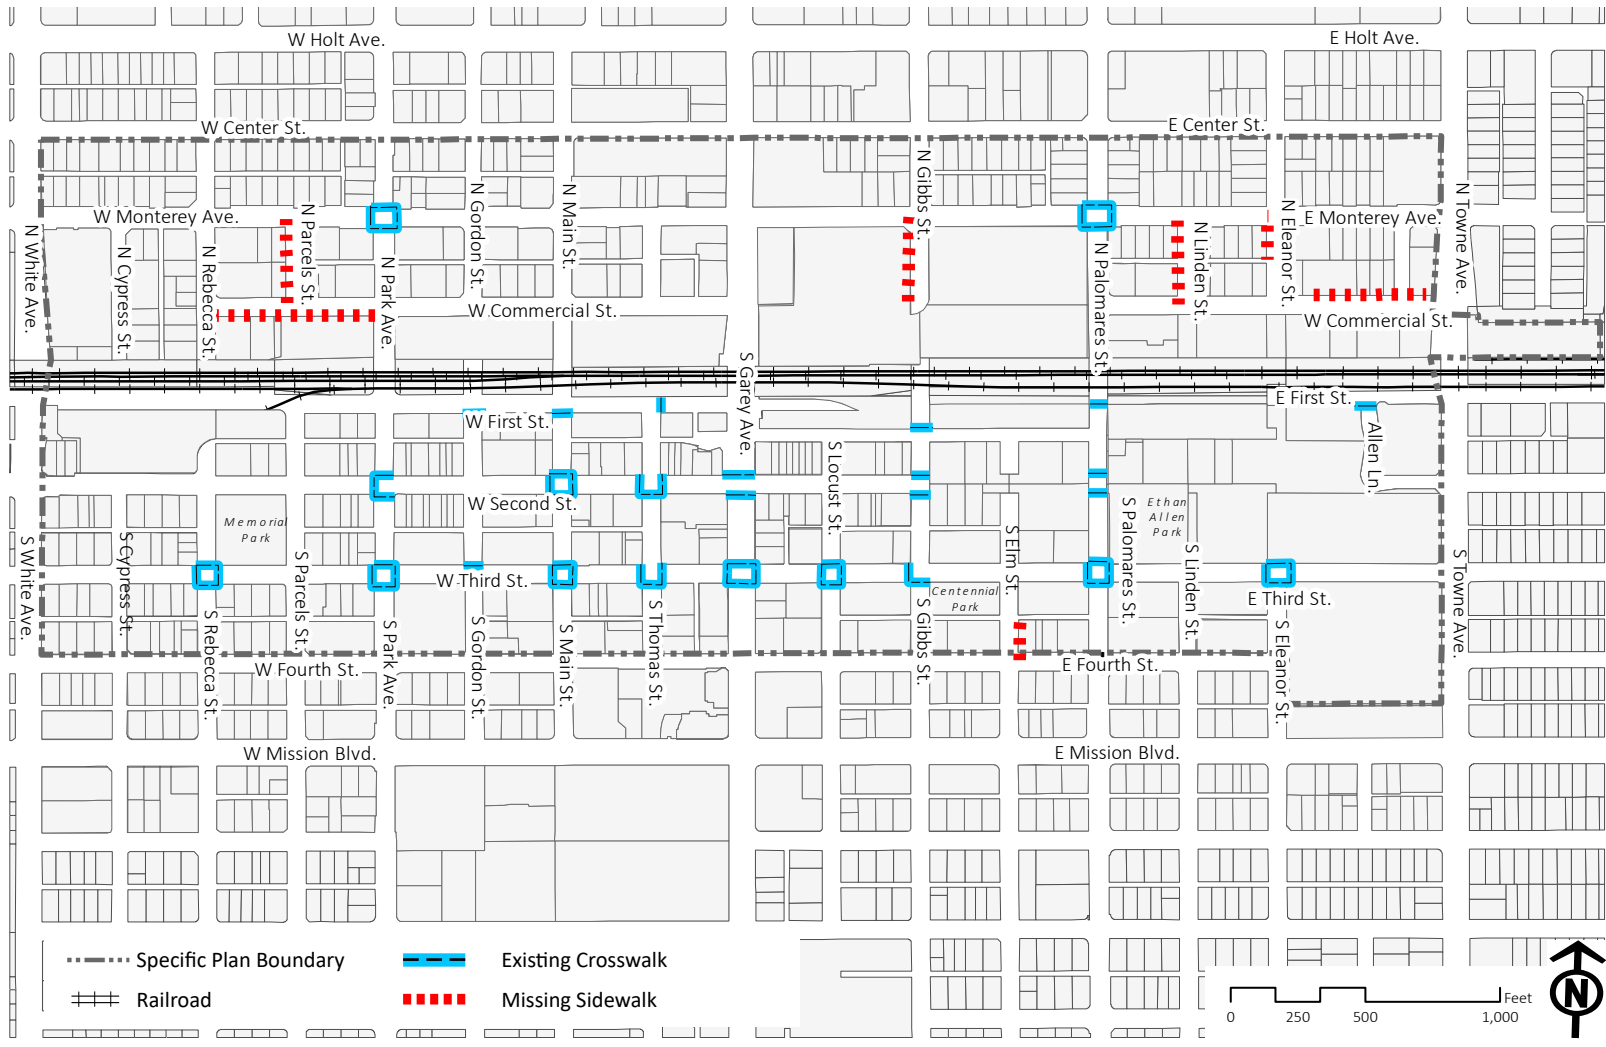 W Holt Ave.
E Holt Ave.
W Center St.
E Center St.
N White Ave.
N Cypress St.
N Rebecca St.
N Parcels St.
N Park Ave.
N Gordon St.
N Main St.
N Gibbs St.
N Palomares St.
N Linden St.
N Eleanor St.
N Towne Ave.
W Monterey Ave.
E Monterey Ave.
W Commercial St.
W Commercial St.
S Garey Ave.
E First St.
W First St.
Allen Ln.
S Locust St.
W Second St.
Memorial
Park
Ethan
Allen
Park
S White Ave.
S Cypress St.
S Parcels St.
S Elm St.
S Palomares St.
S Linden St.
S Towne Ave.
W Third St.
Centennial
Park
E Third St.
S Rebecca St.
S Park Ave.
S Gordon St.
S Main St.
S Thomas St.
S Gibbs St.
S Eleanor St.
W Fourth St.
E Fourth St.
W Mission Blvd.
E Mission Blvd.
Specific Plan Boundary
Existing Crosswalk
Railroad
Missing Sidewalk
Feet
0 250 500 1,000
N